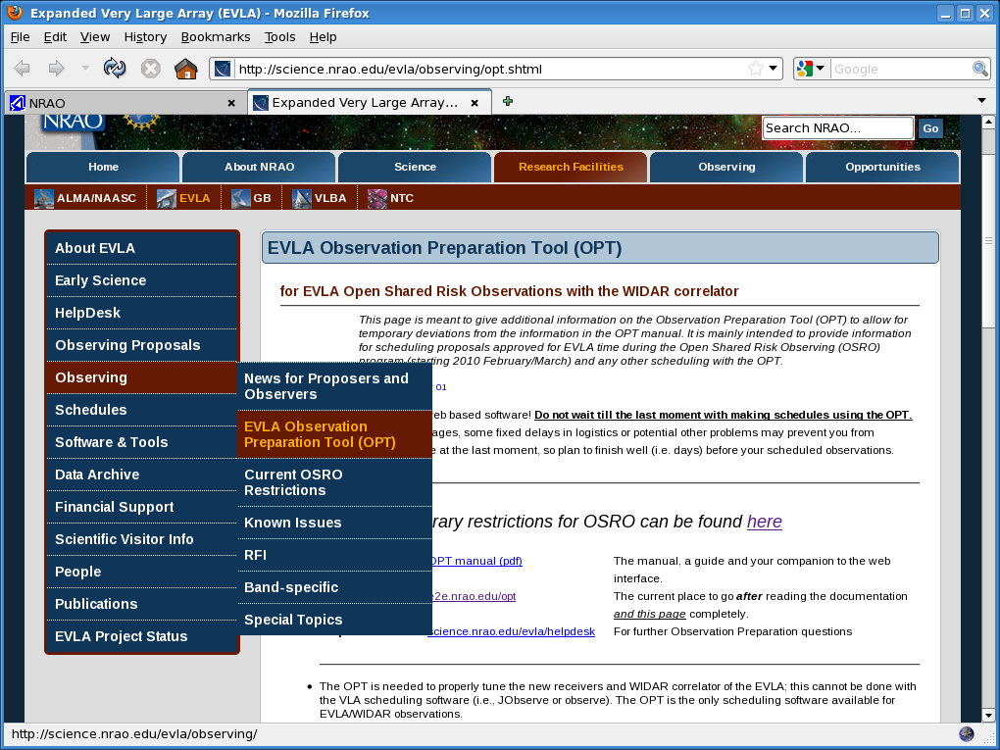 Expanded Very Large Array (EVLA) - Mozilla Firefox
File Edit View History Bookmarks Tools Help
http://science.nrao.edu/evla/observing/opt.shtml
Google
NRAO
Expanded Very Large Array...
NRAO
Search NRAO...
Go
Home
About NRAO
Science
Research Facilities
Observing
Opportunities
ALMA/NAASC
EVLA
GB
VLBA
NTC
About EVLA
Early Science
HelpDesk
Observing Proposals
Observing
Schedules
Software & Tools
Data Archive
Financial Support
Scientific Visitor Info
People
Publications
EVLA Project Status
News for Proposers and
Observers
EVLA Observation
Preparation Tool (OPT)
Current OSRO
Restrictions
Known Issues
RFI
Band-specific
Special Topics
EVLA Observation Preparation Tool (OPT)
for EVLA Open Shared Risk Observations with the WIDAR correlator
This page is meant to give additional information on the Observation Preparation Tool (OPT) to allow for
temporary deviations from the information in the OPT manual. It is mainly intended to provide information
for scheduling proposals approved for EVLA time during the Open Shared Risk Observing (OSRO)
program (starting 2010 February/March) and any other scheduling with the OPT.
01
eb based software! Do not wait till the last moment with making schedules using the OPT.
ages, some fixed delays in logistics or potential other problems may prevent you from
e at the last moment, so plan to finish well (i.e. days) before your scheduled observations.
rary restrictions for OSRO can be found here
OPT manual (pdf)
The manual, a guide and your companion to the web
interface.
e2e.nrao.edu/opt
The current place to go after reading the documentation
and this page completely.
science.nrao.edu/evla/helpdesk
For further Observation Preparation questions
• The OPT is needed to properly tune the new receivers and WIDAR correlator of the EVLA; this cannot be done with
the VLA scheduling software (i.e., JObserve or observe). The OPT is the only scheduling software available for
EVLA/WIDAR observations.
http://science.nrao.edu/evla/observing/